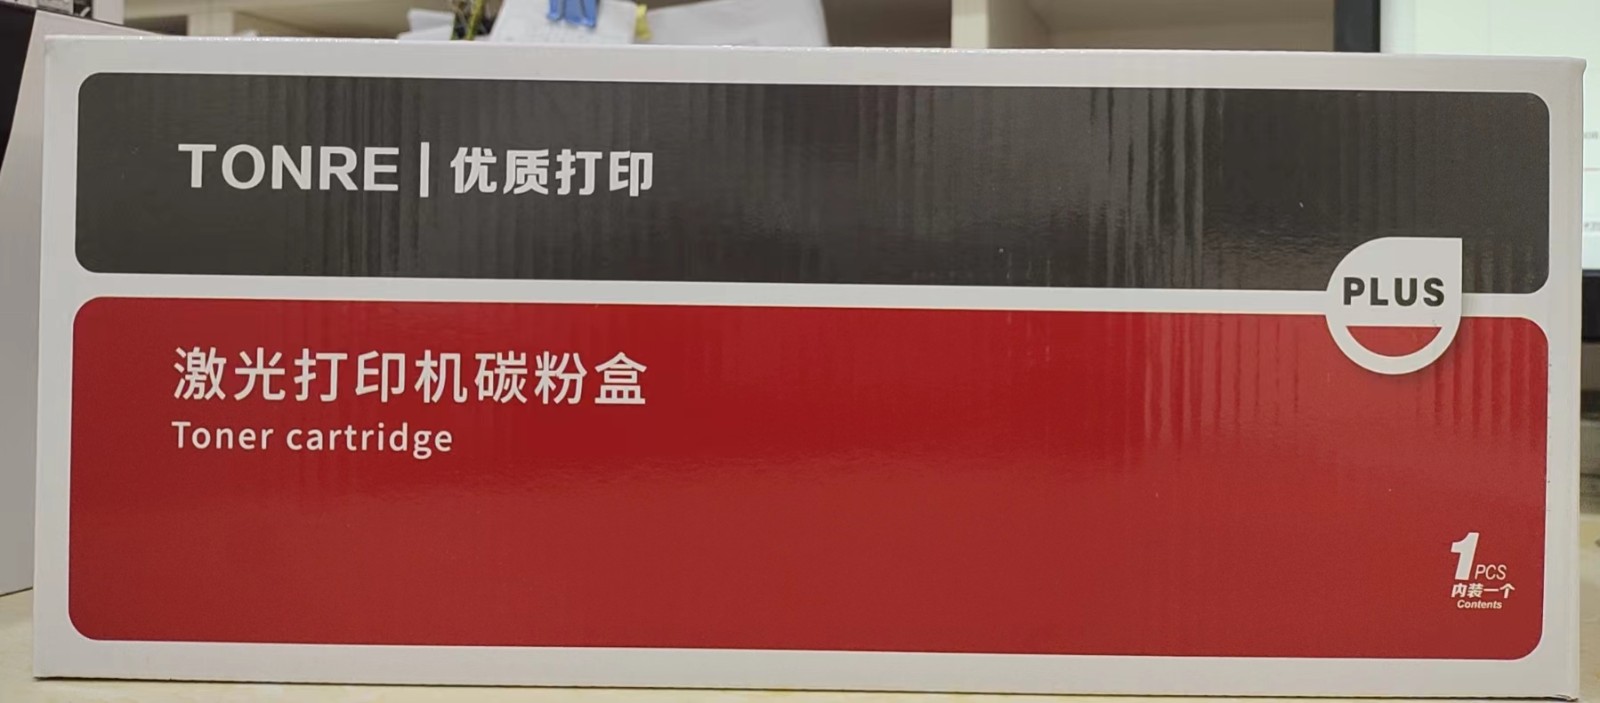 TONRE | 优质打印
PLUS
激光打印机碳粉盒
Toner cartridge
1PCS
内装一个
Contents